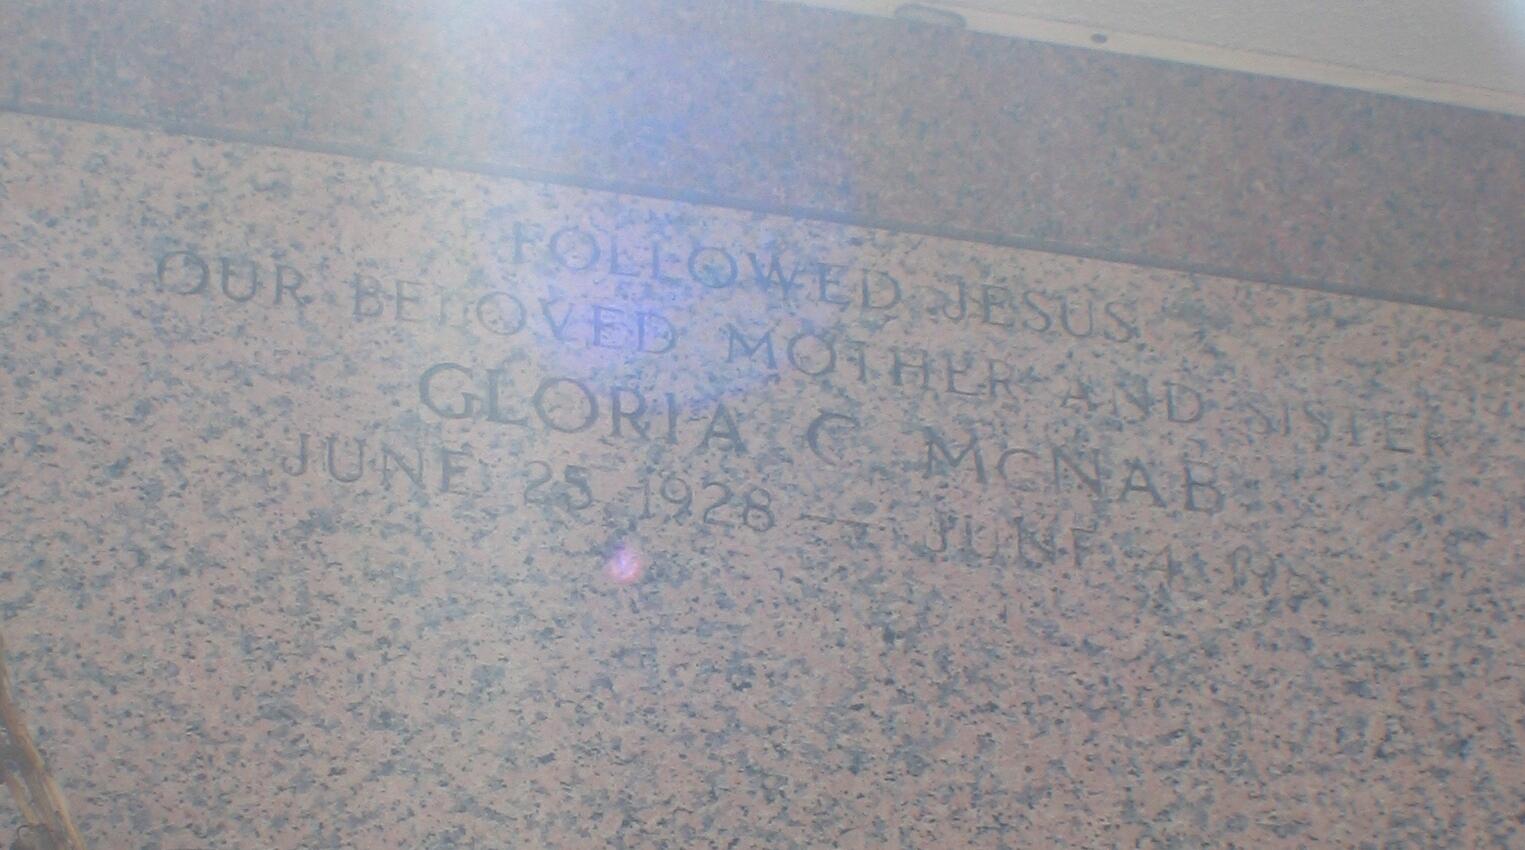 FOLLOWED JESUS
OUR BELOVED MOTHER AND SISTER
GLORIA C MCNAB
JUNE 25 1928 — JUNE 4